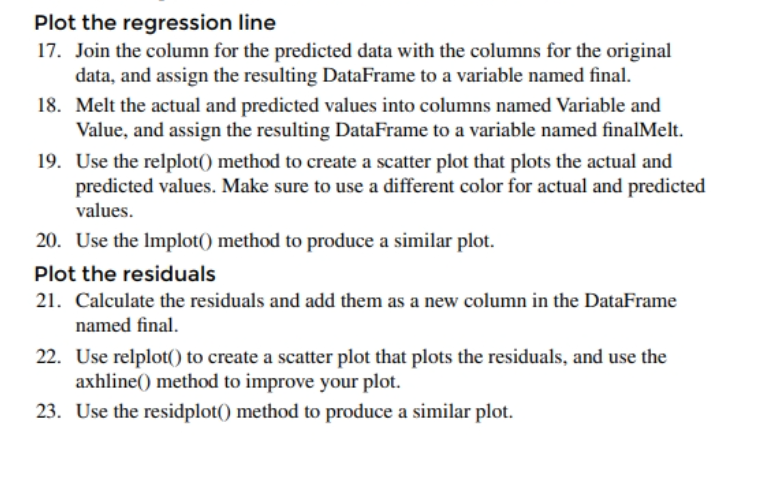 Plot the regression line
17. Join the column for the predicted data with the columns for the original
data, and assign the resulting DataFrame to a variable named final.
18. Melt the actual and predicted values into columns named Variable and
Value, and assign the resulting DataFrame to a variable named finalMelt.
19. Use the relplot() method to create a scatter plot that plots the actual and
predicted values. Make sure to use a different color for actual and predicted
values.
20. Use the lmplot() method to produce a similar plot.
Plot the residuals
21. Calculate the residuals and add them as a new column in the DataFrame
named final.
22. Use relplot() to create a scatter plot that plots the residuals, and use the
axhline() method to improve your plot.
23. Use the residplot() method to produce a similar plot.